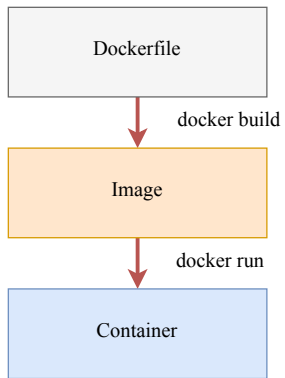 Dockerfile
docker build
Image
docker run
Container